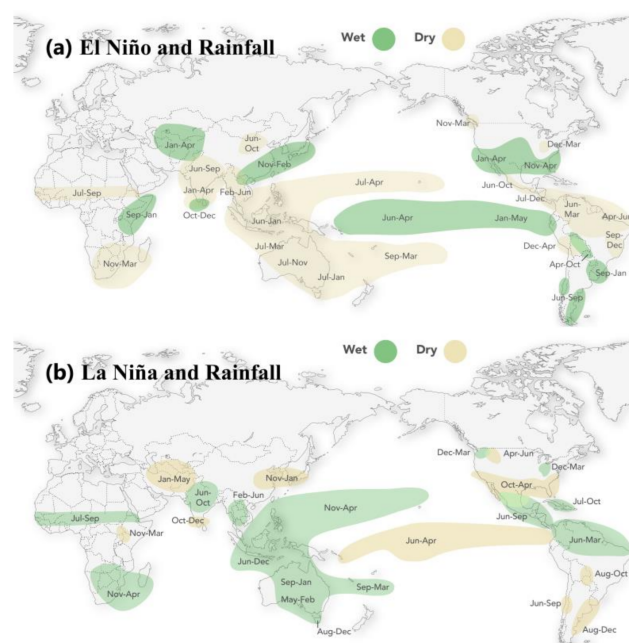 (a) El Niño and Rainfall
Wet
Dry
Nov-Mar
Jun-Oct
Dec-Mar
Jan-Apr
Jan-Apr
Nov-Apr
Nov-Feb
Jun-Sep
Jan-Apr
Feb-Jun
Jul-Apr
Jun-Oct
Jul-Sep
Jul-Dec
Oct-Dec
Sep-Jan
Jun-Jan
Jun-Apr
Jan-May
Jun-Mar
Apr-Jun
Jul-Mar
Sep-Dec
Dec-Apr
Jul-Nov
Sep-Mar
Nov-Mar
Apr-Oct
Jul-Jan
Sep-Jan
Jun-Sep
(b) La Niña and Rainfall
Wet
Dry
Dec-Mar
Apr-Jun
Dec-Mar
Jan-May
Nov-Jan
Oct-Apr
Jun-Oct
Feb-Jun
Nov-Apr
Jul-Oct
Jul-Sep
Oct-Dec
Jun-Sep
Nov-Mar
Jun-Apr
Jun-Mar
Jun-Dec
Sep-Jan
Nov-Apr
Sep-Mar
Aug-Oct
May-Feb
Jun-Sep
Aug-Dec
Aug-Dec